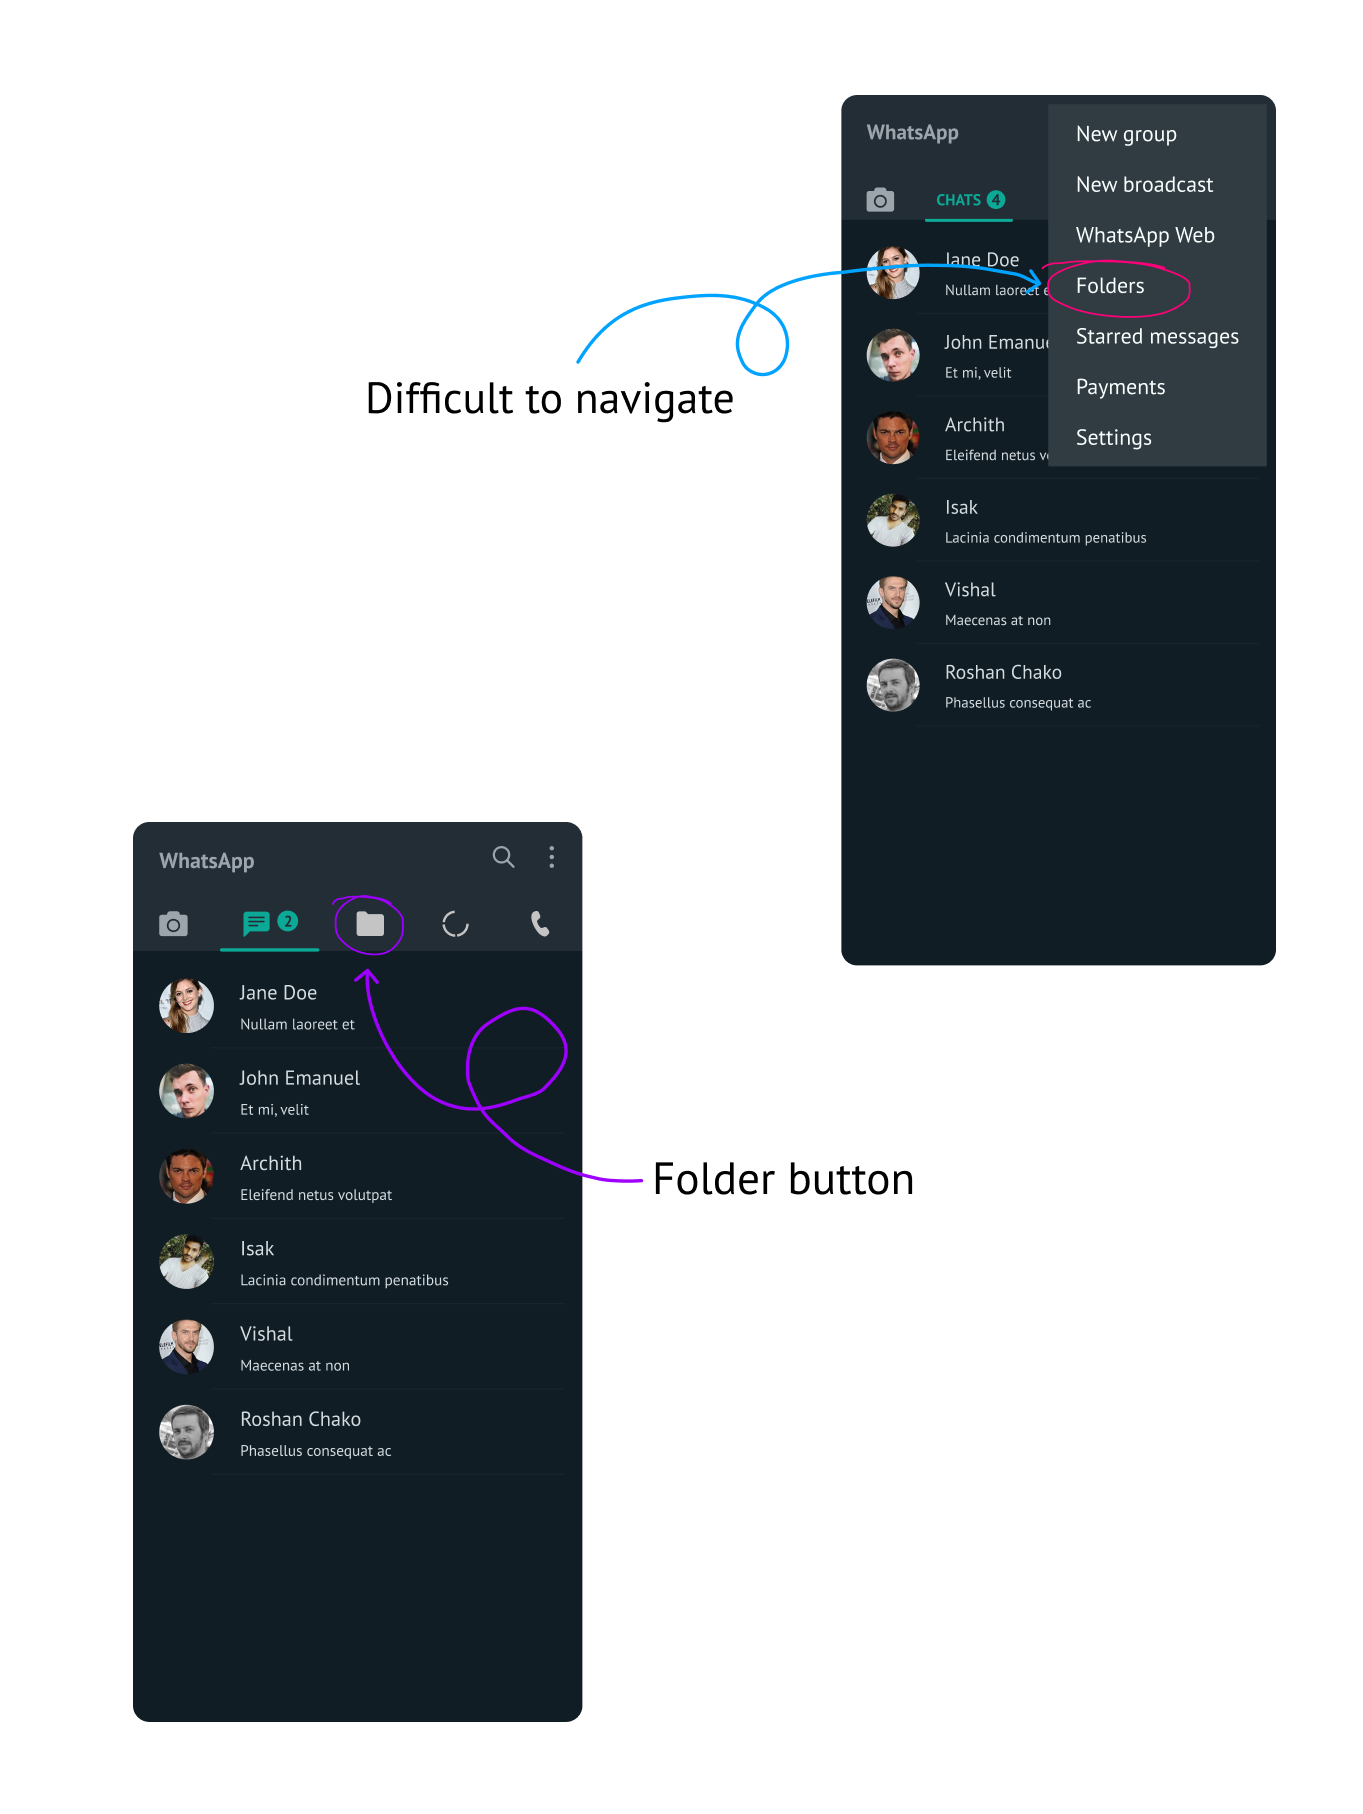 WhatsApp
New group
New broadcast
CHATS 4
WhatsApp Web
Jane Doe
Nullam laoreet e
Folders
John Emanue
Starred messages
Et mi, velit
Payments
Archith
Settings
Eleifend netus v
Isak
Lacinia condimentum penatibus
Vishal
Maecenas at non
Roshan Chako
Phasellus consequat ac
Difficult to navigate
WhatsApp
2
Jane Doe
Nullam laoreet et
John Emanuel
Et mi, velit
Archith
Eleifend netus volutpat
Isak
Lacinia condimentum penatibus
Vishal
Maecenas at non
Roshan Chako
Phasellus consequat ac
Folder button